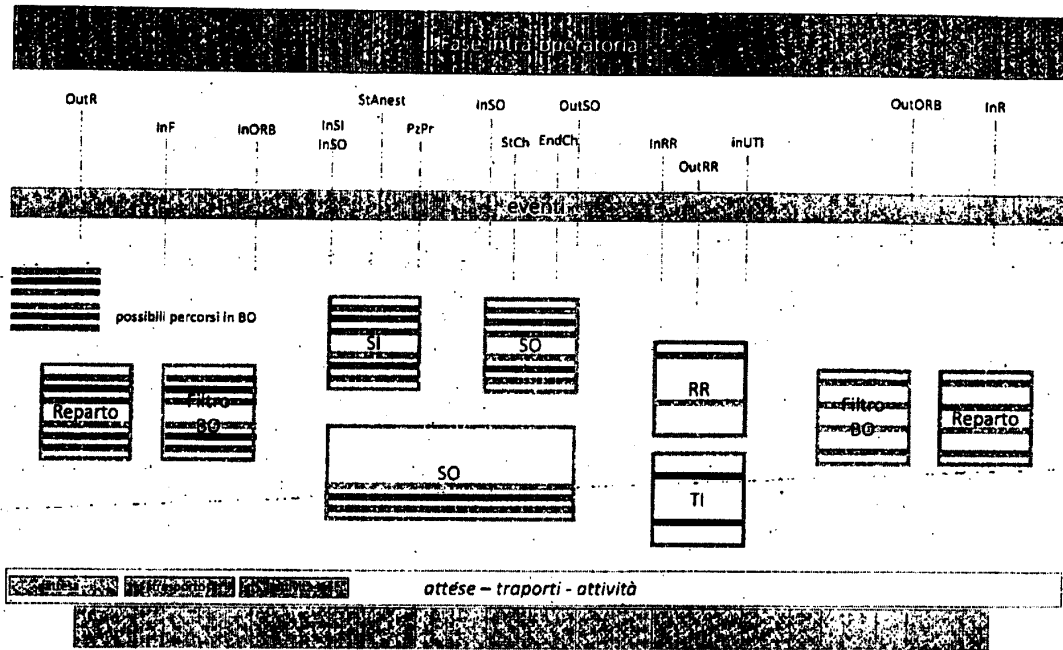 Fase intra operatoria
OutR
StAnest
InSO
OutSO
OutORB
InR
InF
InORB
InSI
InSO
PzPr
StCh
EndCh
InRR
OutRR
inUTI
eventi
possibili percorsi in BO
SI
SO
Reparto
Filtro
BO
RR
Filtro
BO
Reparto
SO
TI
attése – traporti - attività